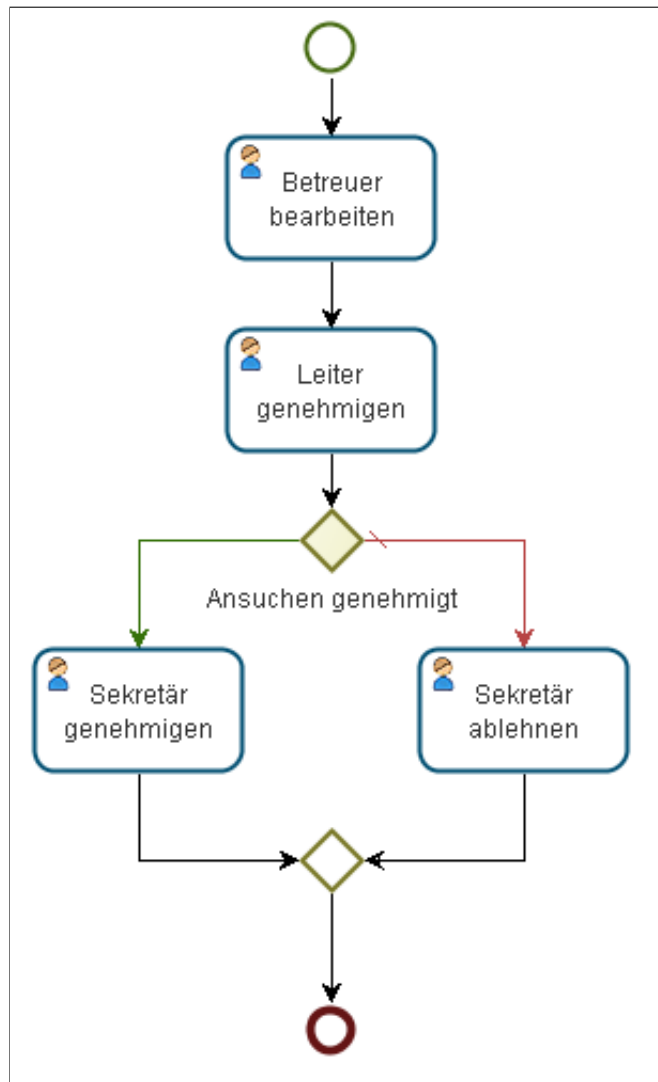 Betreuer
bearbeiten
Leiter
genehmigen
Ansuchen genehmigt
Sekretär
genehmigen
Sekretär
ablehnen